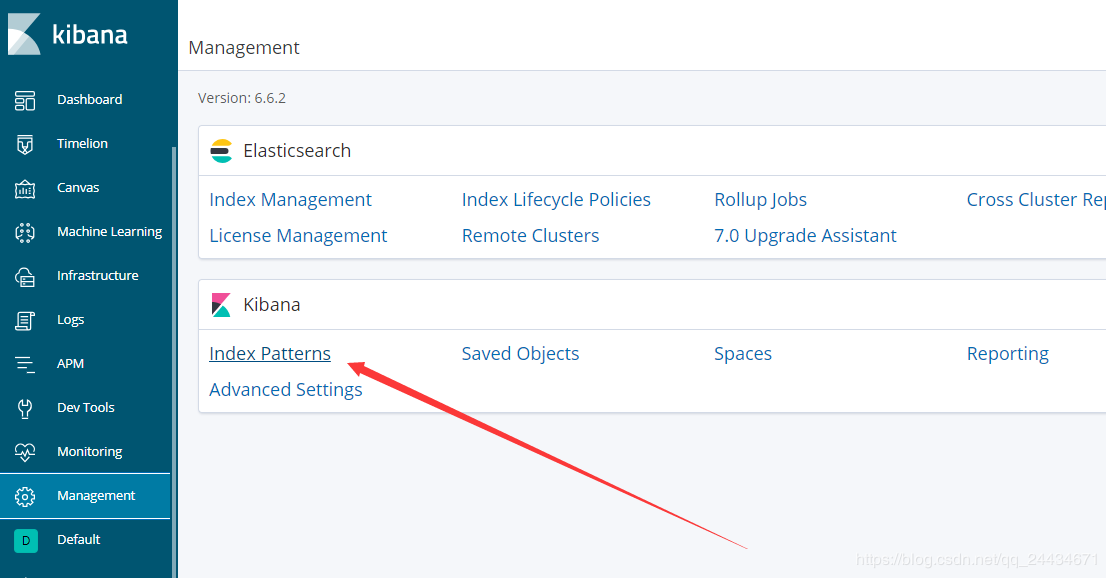 kibana
Dashboard
Timelion
Canvas
Machine Learning
Infrastructure
Logs
APM
Dev Tools
Monitoring
Management
D Default
Management
Version: 6.6.2
Elasticsearch
Index Management Index Lifecycle Policies Rollup Jobs Cross Cluster Rep
License Management Remote Clusters 7.0 Upgrade Assistant
Kibana
Index Patterns Saved Objects Spaces Reporting
Advanced Settings
https://blog.csdn.net/qq_24434671